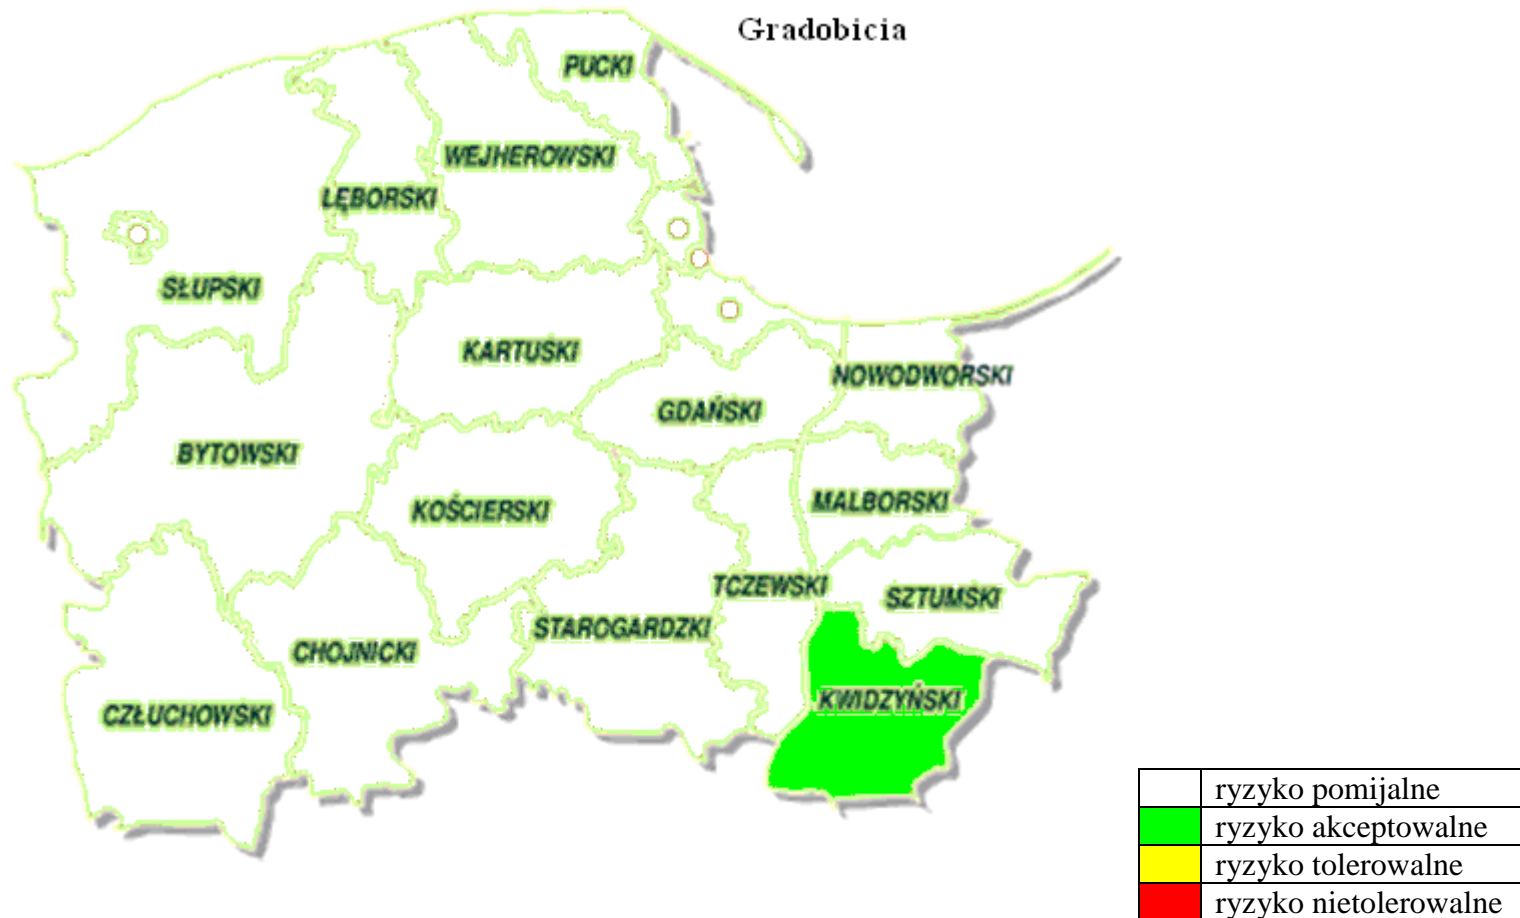 Gradobicia
PUCKI
WEJHEROWSKI
LĘBORSKI
SŁUPSKI
KARTUSKI
NOWODWORSKI
GDAŃSKI
BYTOWSKI
MALBORSKI
KOŚCIERSKI
TCZEWSKI
SZTUMSKI
STAROGARDZKI
CHOJNICKI
KWIDZYŃSKI
CZŁUCHOWSKI
ryzyko pomijalne
ryzyko akceptowalne
ryzyko tolerowalne
ryzyko nietolerowalne